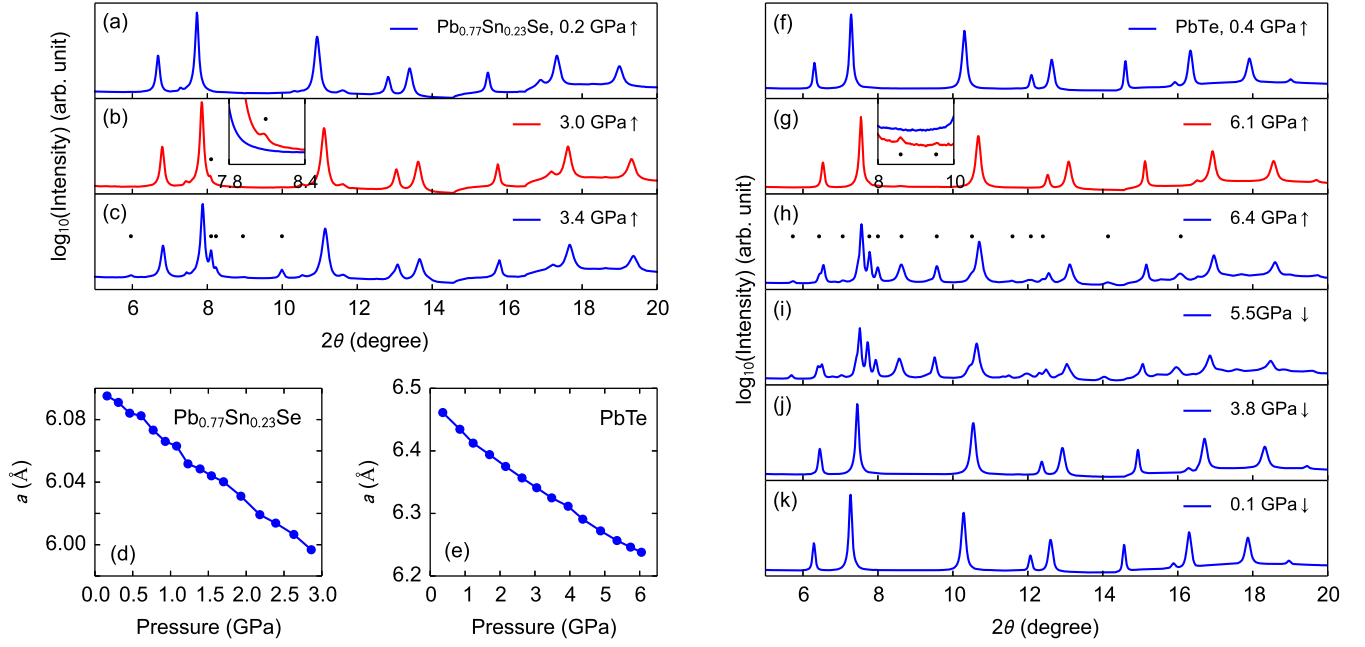 (a)
Pb0.77Sn0.23Se, 0.2 GPa↑
(b)
3.0 GPa↑
7.8 8.4
(c)
3.4 GPa↑
6 8 10 12 14 16 18 20
2θ (degree)
log10(Intensity) (arb. unit)
6.08
6.04
6.00
a (Å)
Pb0.77Sn0.23Se
(d)
0.0 0.5 1.0 1.5 2.0 2.5 3.0
Pressure (GPa)
6.5
6.4
6.3
6.2
a (Å)
PbTe
(e)
0 1 2 3 4 5 6
Pressure (GPa)
(f)
PbTe, 0.4 GPa↑
(g)
6.1 GPa↑
8 10
(h)
6.4 GPa↑
(i)
5.5GPa ↓
(j)
3.8 GPa↓
(k)
0.1 GPa↓
6 8 10 12 14 16 18 20
2θ (degree)
log10(Intensity) (arb. unit)